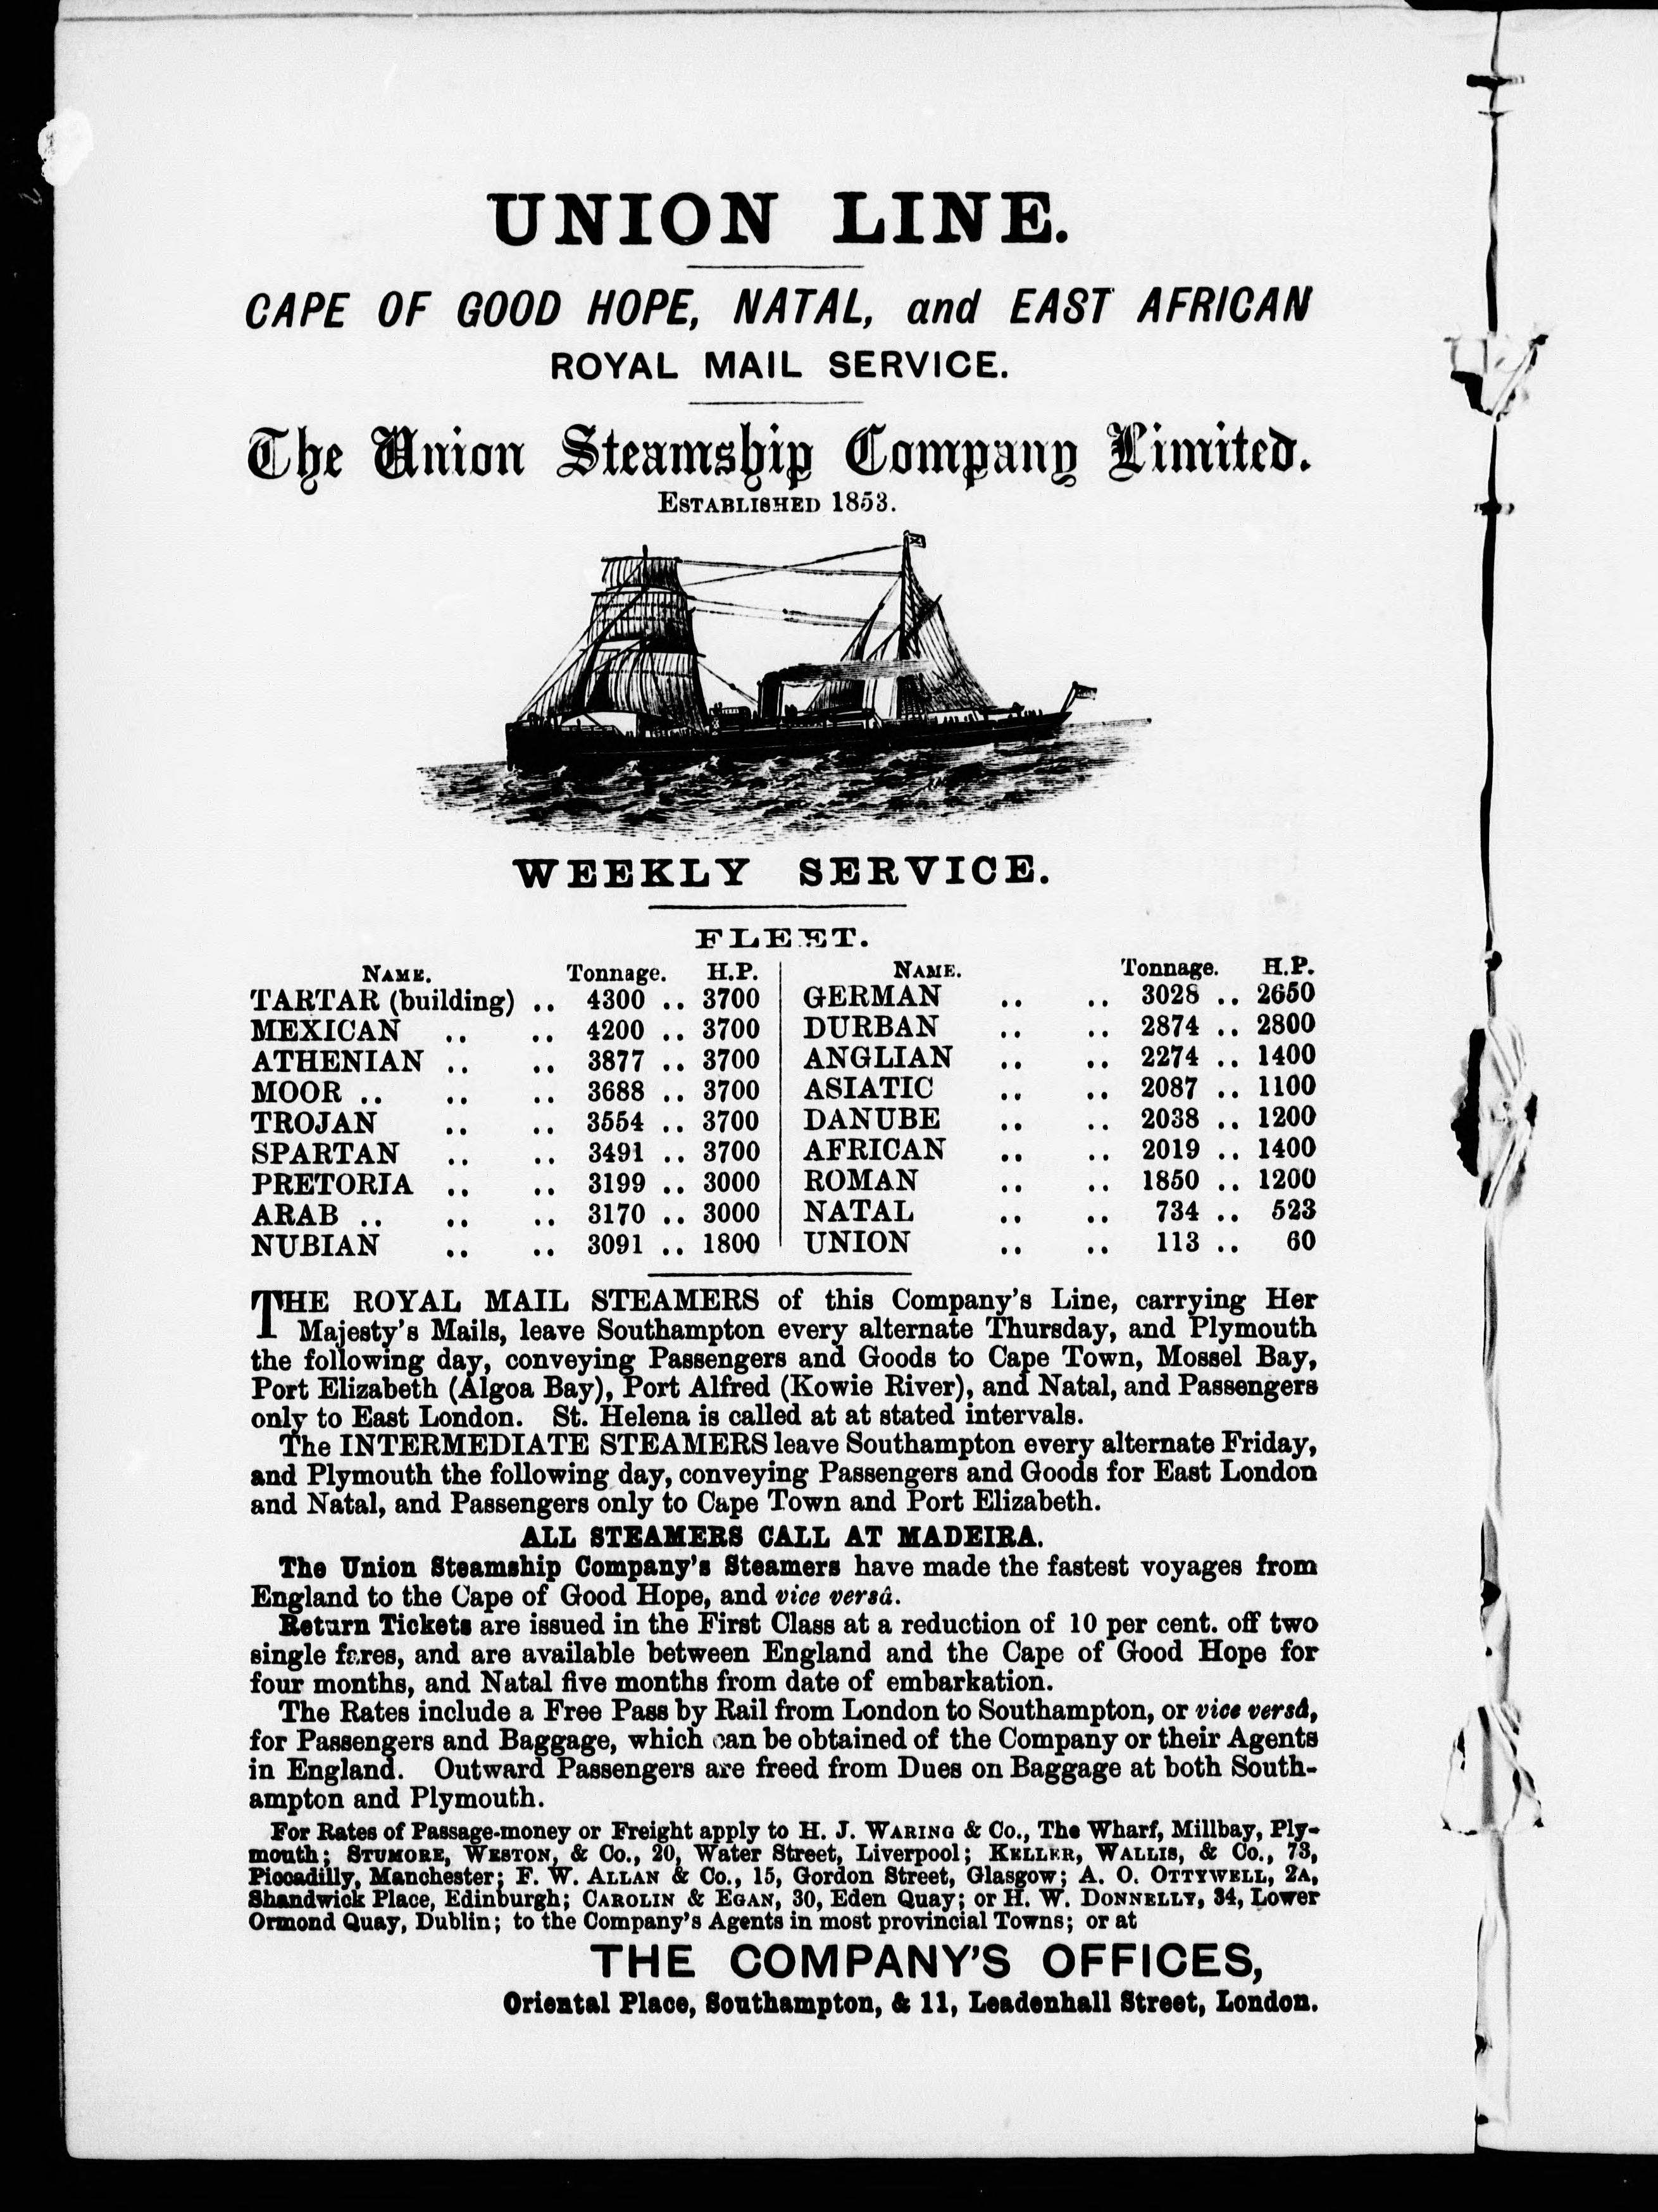 UNION LINE.
CAPE OF GOOD HOPE, NATAL, and EAST AFRICAN
ROYAL MAIL SERVICE.
The Union Steamship Company Limited.
ESTABLISHED 1853.
WEEKLY SERVICE.
FLEET.
NAME. Tonnage. H.P.
TARTAR (building) .. 4300 .. 3700
MEXICAN .. .. 4200 .. 3700
ATHENIAN .. .. 3877 .. 3700
MOOR .. .. .. 3688 .. 3700
TROJAN .. .. 3554 .. 3700
SPARTAN .. .. 3491 .. 3700
PRETORIA .. .. 3199 .. 3000
ARAB .. .. .. 3170 .. 3000
NUBIAN .. .. 3091 .. 1800
NAME. Tonnage. H.P.
GERMAN .. .. 3028 .. 2650
DURBAN .. .. 2874 .. 2800
ANGLIAN .. .. 2274 .. 1400
ASIATIC .. .. 2087 .. 1100
DANUBE .. .. 2038 .. 1200
AFRICAN .. .. 2019 .. 1400
ROMAN .. .. 1850 .. 1200
NATAL .. .. 734 .. 523
UNION .. .. 113 .. 60
THE ROYAL MAIL STEAMERS of this Company's Line, carrying Her
Majesty's Mails, leave Southampton every alternate Thursday, and Plymouth
the following day, conveying Passengers and Goods to Cape Town, Mossel Bay,
Port Elizabeth (Algoa Bay), Port Alfred (Kowie River), and Natal, and Passengers
only to East London. St. Helena is called at at stated intervals.
The INTERMEDIATE STEAMERS leave Southampton every alternate Friday,
and Plymouth the following day, conveying Passengers and Goods for East London
and Natal, and Passengers only to Cape Town and Port Elizabeth.
ALL STEAMERS CALL AT MADEIRA.
The Union Steamship Company's Steamers have made the fastest voyages from
England to the Cape of Good Hope, and vice versâ.
Return Tickets are issued in the First Class at a reduction of 10 per cent. off two
single fares, and are available between England and the Cape of Good Hope for
four months, and Natal five months from date of embarkation.
The Rates include a Free Pass by Rail from London to Southampton, or vice versâ,
for Passengers and Baggage, which can be obtained of the Company or their Agents
in England. Outward Passengers are freed from Dues on Baggage at both South-
ampton and Plymouth.
For Rates of Passage-money or Freight apply to H. J. WARING & Co., The Wharf, Millbay, Ply-
mouth; STUMORE, WESTON, & Co., 20, Water Street, Liverpool; KELLER, WALLIS, & Co., 73,
Piccadilly, Manchester; F. W. ALLAN & Co., 15, Gordon Street, Glasgow; A. O. OTTYWELL, 2A,
Shandwick Place, Edinburgh; CAROLIN & EGAN, 30, Eden Quay; or H. W. DONNELLY, 34, Lower
Ormond Quay, Dublin; to the Company's Agents in most provincial Towns; or at
THE COMPANY'S OFFICES,
Oriental Place, Southampton, & 11, Leadenhall Street, London.